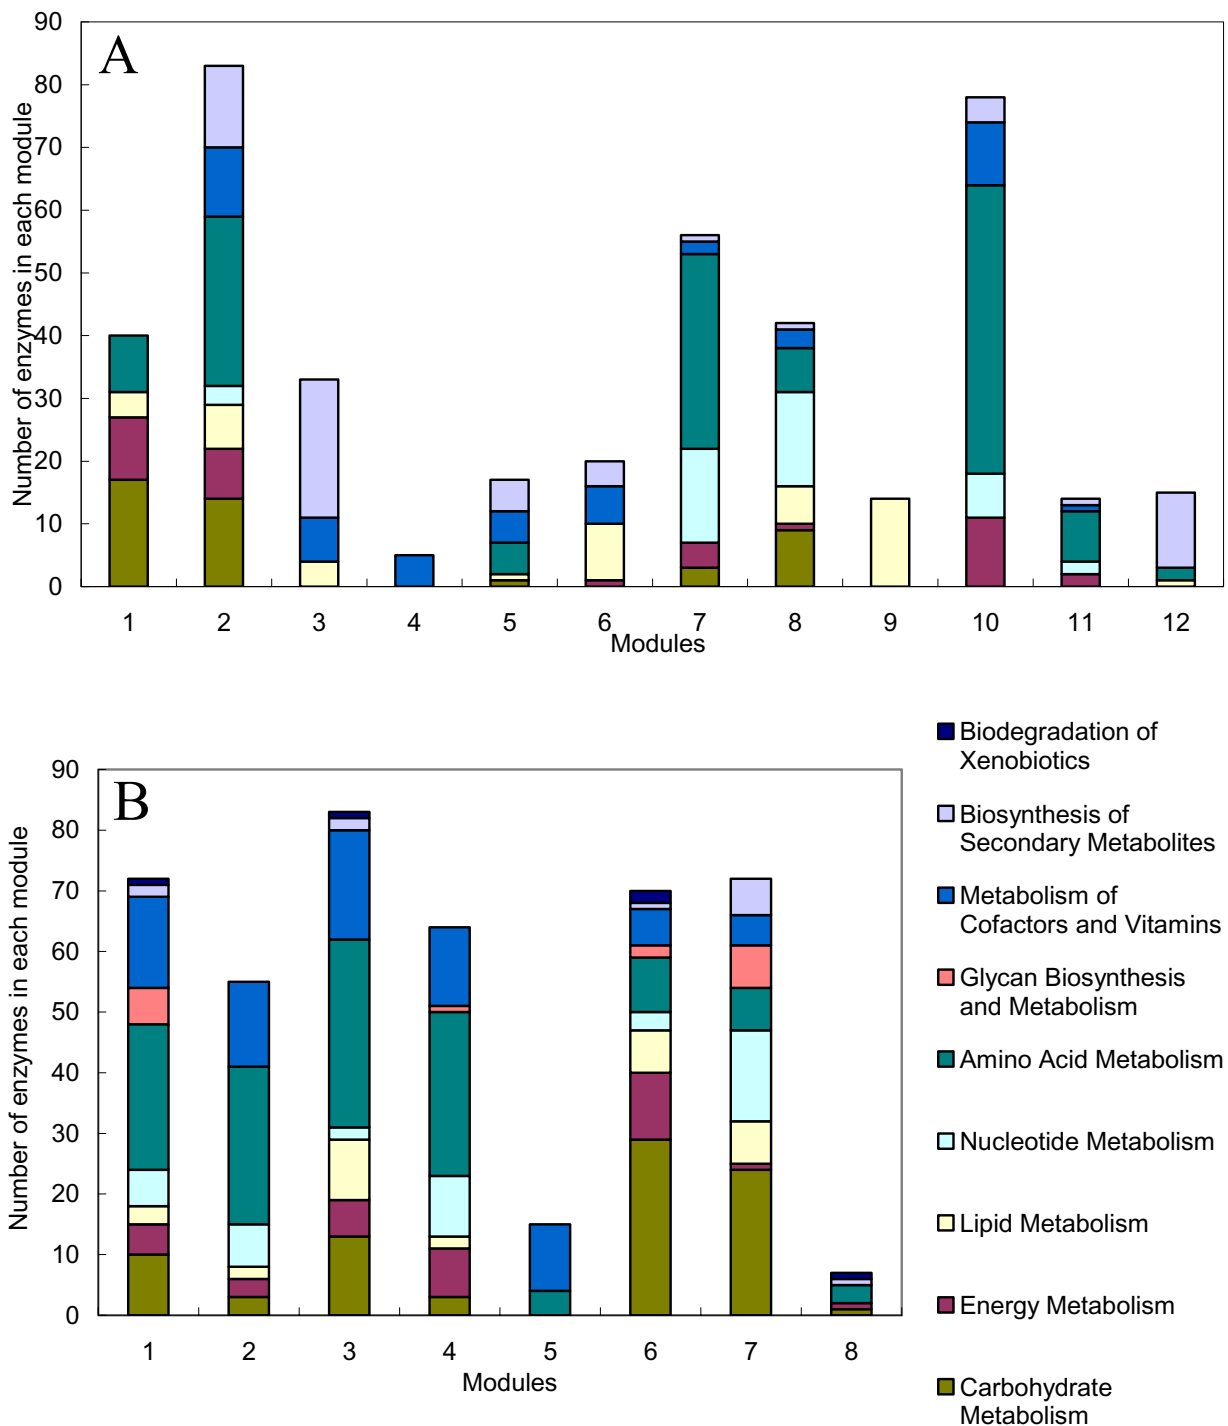 A
Number of enzymes in each module
90
80
70
60
50
40
30
20
10
0
1 2 3 4 5 6 7 8 9 10 11 12
Modules
B
Number of enzymes in each module
90
80
70
60
50
40
30
20
10
0
1 2 3 4 5 6 7 8
Modules
Biodegradation of
Xenobiotics
Biosynthesis of
Secondary Metabolites
Metabolism of
Cofactors and Vitamins
Glycan Biosynthesis
and Metabolism
Amino Acid Metabolism
Nucleotide Metabolism
Lipid Metabolism
Energy Metabolism
Carbohydrate
Metabolism